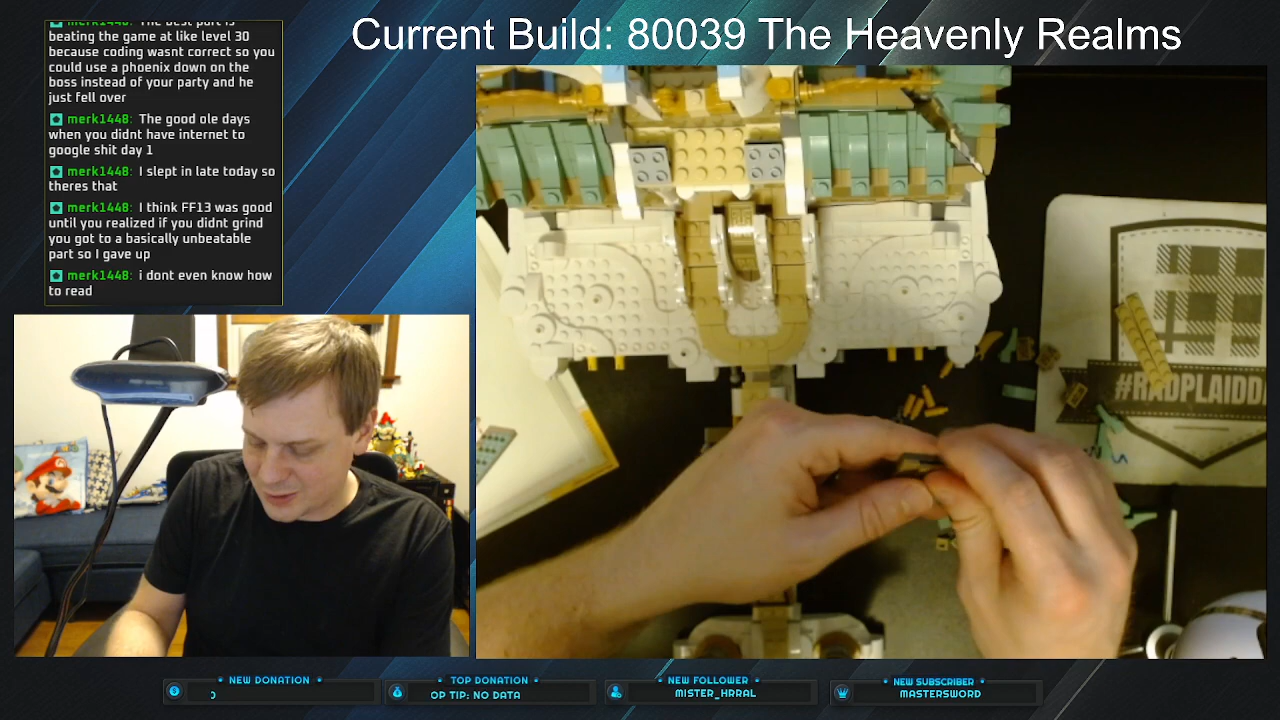 Current Build: 80039 The Heavenly Realms
merk1448: The best part is
beating the game at like level 30
because coding wasnt correct so you
could use a phoenix down on the
boss instead of your party and he
just fell over
merk1448: The good ole days
when you didnt have internet to
google shit day 1
merk1448: I slept in late today so
theres that
merk1448: I think FF13 was good
until you realized if you didnt grind
you got to a basically unbeatable
part so I gave up
merk1448: i dont even know how
to read
NEW DONATION
TOP DONATION
OP TIP: NO DATA
NEW FOLLOWER
MISTER_HRRAL
NEW SUBSCRIBER
MASTERSWORD